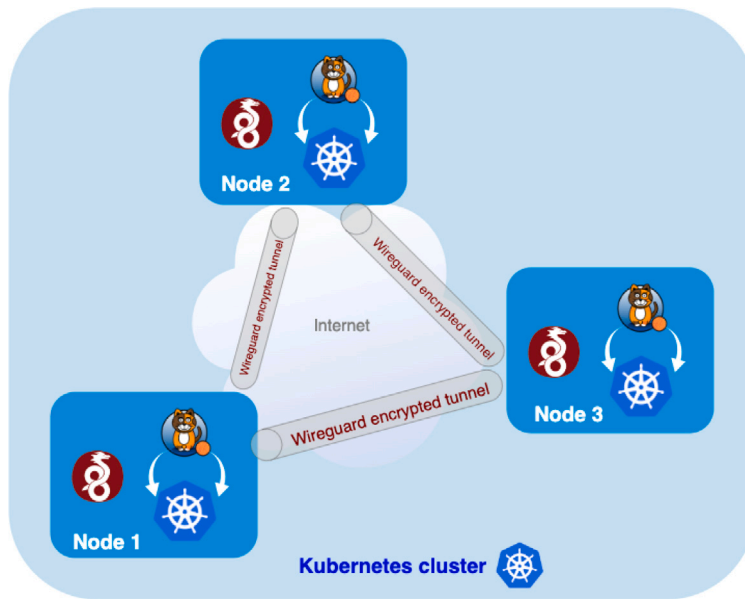 Node 2
Wireguard encrypted tunnel
Wireguard encrypted tunnel
Internet
Node 3
Wireguard encrypted tunnel
Node 1
Kubernetes cluster